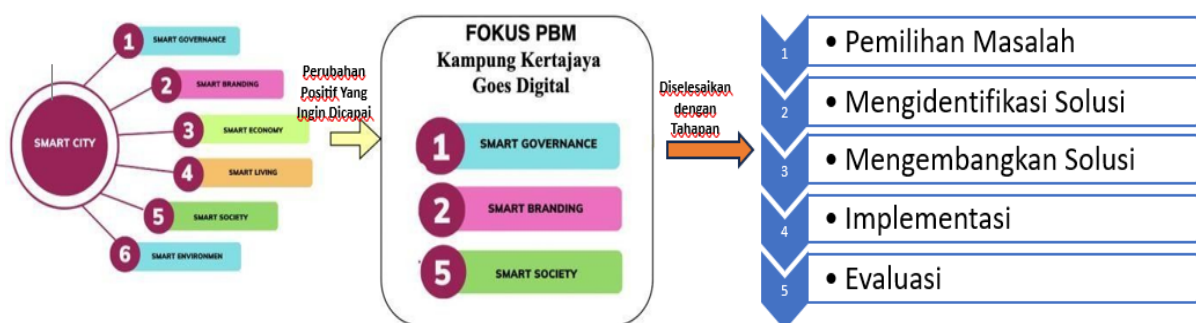 SMART CITY
1
SMART GOVERNANCE
2
SMART BRANDING
3
SMART ECONOMY
4
SMART LIVING
5
SMART SOCIETY
6
SMART ENVIRONMEN
Perubahan
Positif Yang
Ingin Dicapai
FOKUS PBM
Kampung Kertajaya
Goes Digital
1
SMART GOVERNANCE
2
SMART BRANDING
5
SMART SOCIETY
Diselesaikan
dengan
Tahapan
1
• Pemilihan Masalah
2
• Mengidentifikasi Solusi
3
• Mengembangkan Solusi
4
• Implementasi
5
• Evaluasi